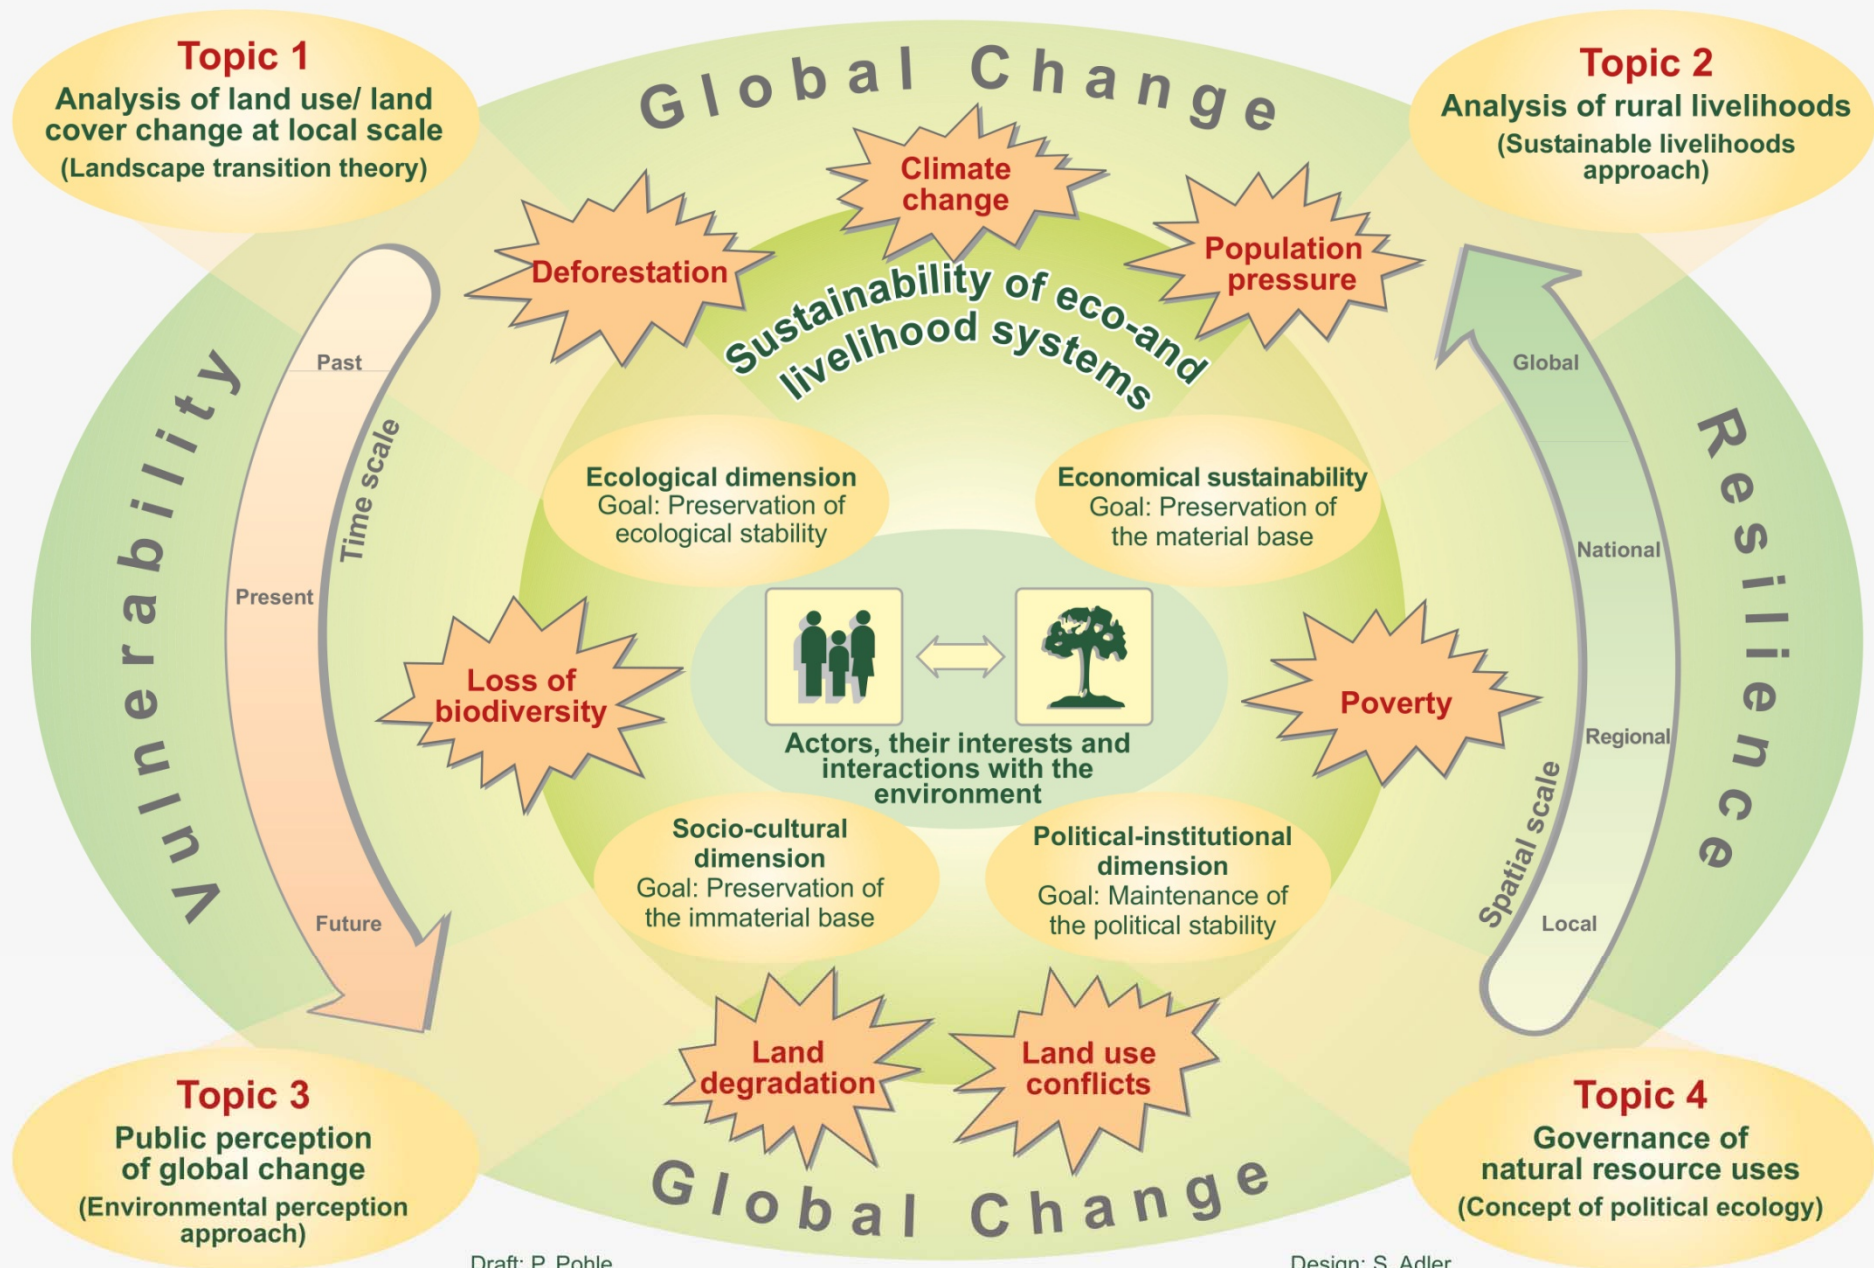 Topic 1
Analysis of land use/ land
cover change at local scale
(Landscape transition theory)
Global Change
Topic 2
Analysis of rural livelihoods
(Sustainable livelihoods
approach)
Climate
change
Deforestation
Population
pressure
Sustainability of eco-and
livelihood systems
Vulnerability
Past
Time scale
Present
Future
Global
National
Regional
Spatial scale
Local
Resilience
Ecological dimension
Goal: Preservation of
ecological stability
Economical sustainability
Goal: Preservation of
the material base
Loss of
biodiversity
Poverty
Actors, their interests and
interactions with the
environment
Socio-cultural
dimension
Goal: Preservation of
the immaterial base
Political-institutional
dimension
Goal: Maintenance of
the political stability
Land
degradation
Land use
conflicts
Topic 3
Public perception
of global change
(Environmental perception
approach)
Global Change
Topic 4
Governance of
natural resource uses
(Concept of political ecology)
Draft: P. Pohle
Design: S. Adler